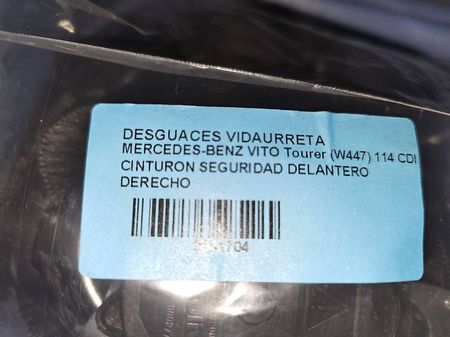 DESGUACES VIDAURRETA
MERCEDES-BENZ VITO Tourer (W447) 114 CDI
CINTURON SEGURIDAD DELANTERO
DERECHO